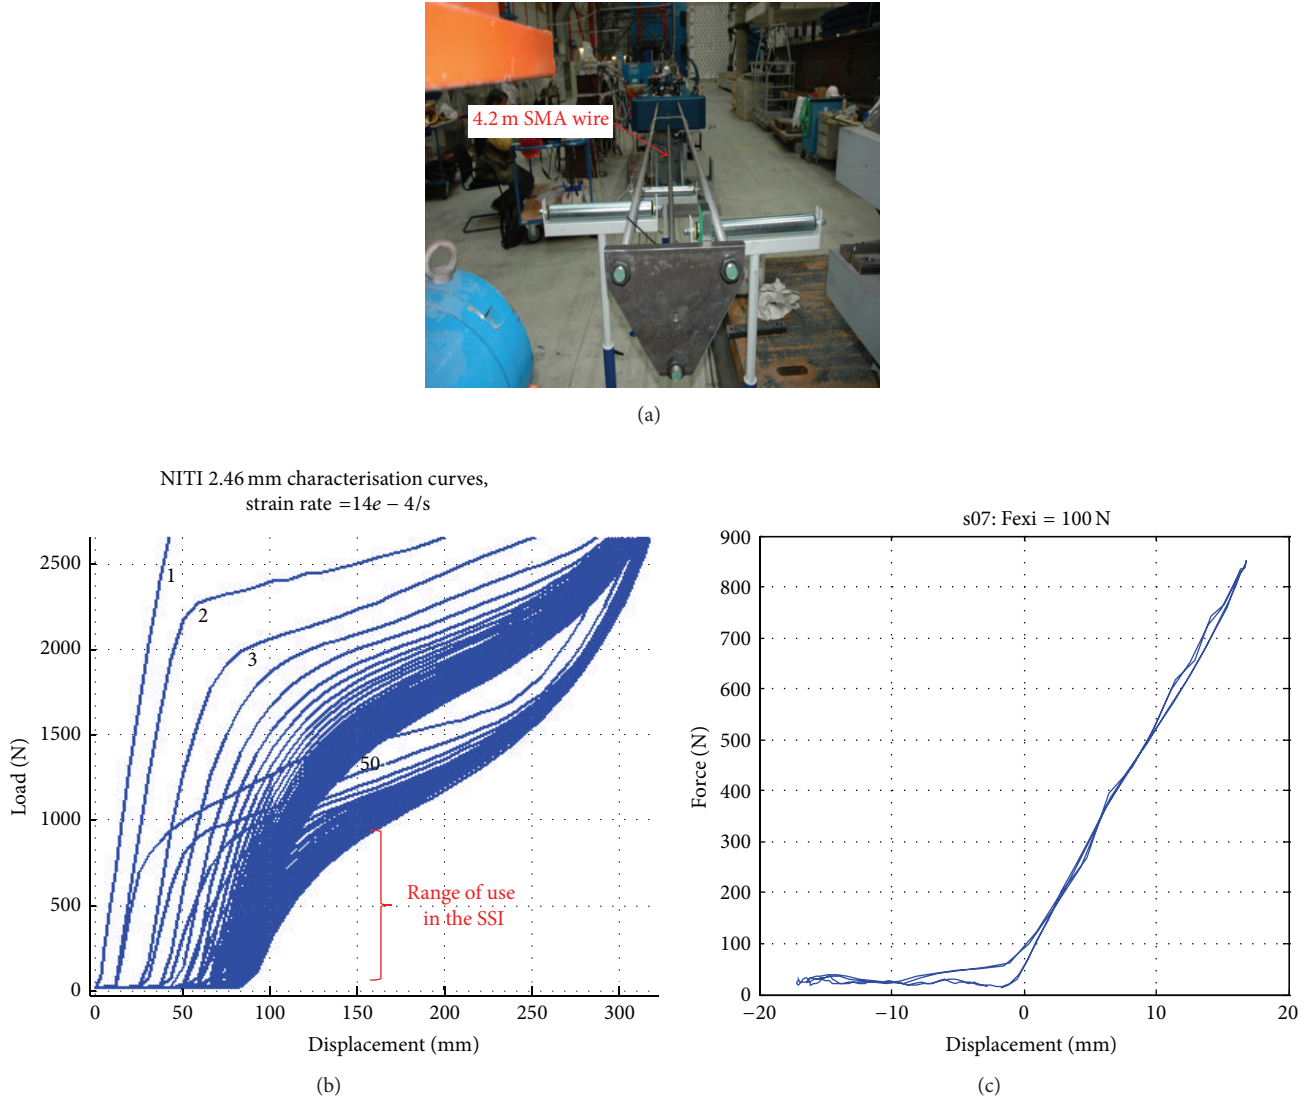 4.2 m SMA wire
(a)
NITI 2.46 mm characterisation curves,
strain rate =14e − 4/s
2500
2000
1500
1000
500
0
Load (N)
1
2
3
50
Range of use
in the SSI
0
50
100
150
200
250
300
Displacement (mm)
(b)
s07: Fexi = 100 N
900
800
700
600
500
400
300
200
100
0
Force (N)
−20
−10
0
10
20
Displacement (mm)
(c)